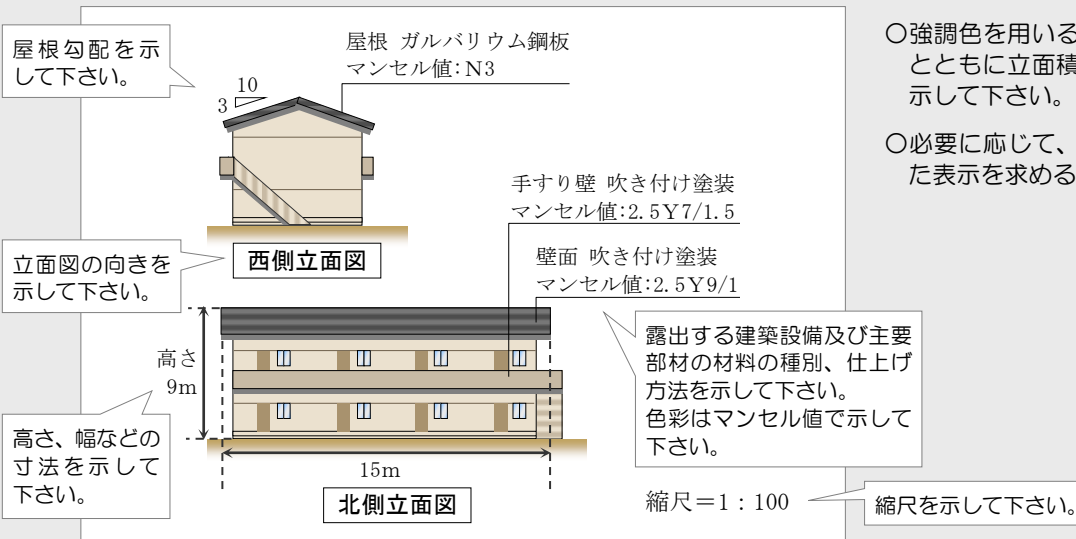 屋根勾配を示
して下さい。
屋根 ガルバリウム鋼板
マンセル値:N3
10
3
手すり壁 吹き付け塗装
マンセル値:2.5Y7/1.5
壁面 吹き付け塗装
マンセル値:2.5Y9/1
立面図の向きを
示して下さい。
西側立面図
高さ
9m
高さ、幅などの
寸法を示して
下さい。
15m
北側立面図
露出する建築設備及び主要
部材の材料の種別、仕上げ
方法を示して下さい。
色彩はマンセル値で示して
下さい。
縮尺＝1：100
縮尺を示して下さい。
〇強調色を用いる
とともに立面積
示して下さい。
〇必要に応じて、
た表示を求める